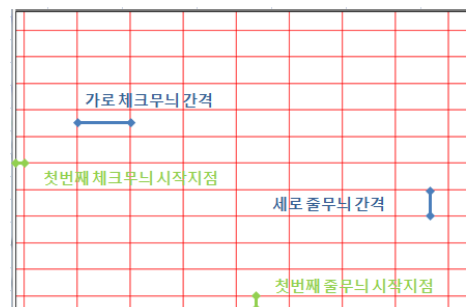 가로 체크무늬 간격
첫번째 체크무늬 시작지점
세로 줄무늬 간격
첫번째 줄무늬 시작지점